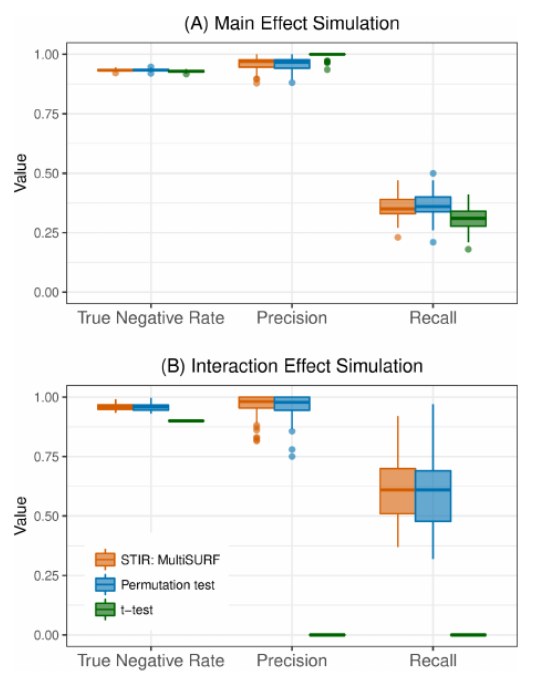 (A) Main Effect Simulation
1.00
0.75
0.50
0.25
0.00
Value
True Negative Rate Precision Recall
(B) Interaction Effect Simulation
1.00
0.75
0.50
0.25
0.00
Value
STIR: MultiSURF
Permutation test
t-test
True Negative Rate Precision Recall